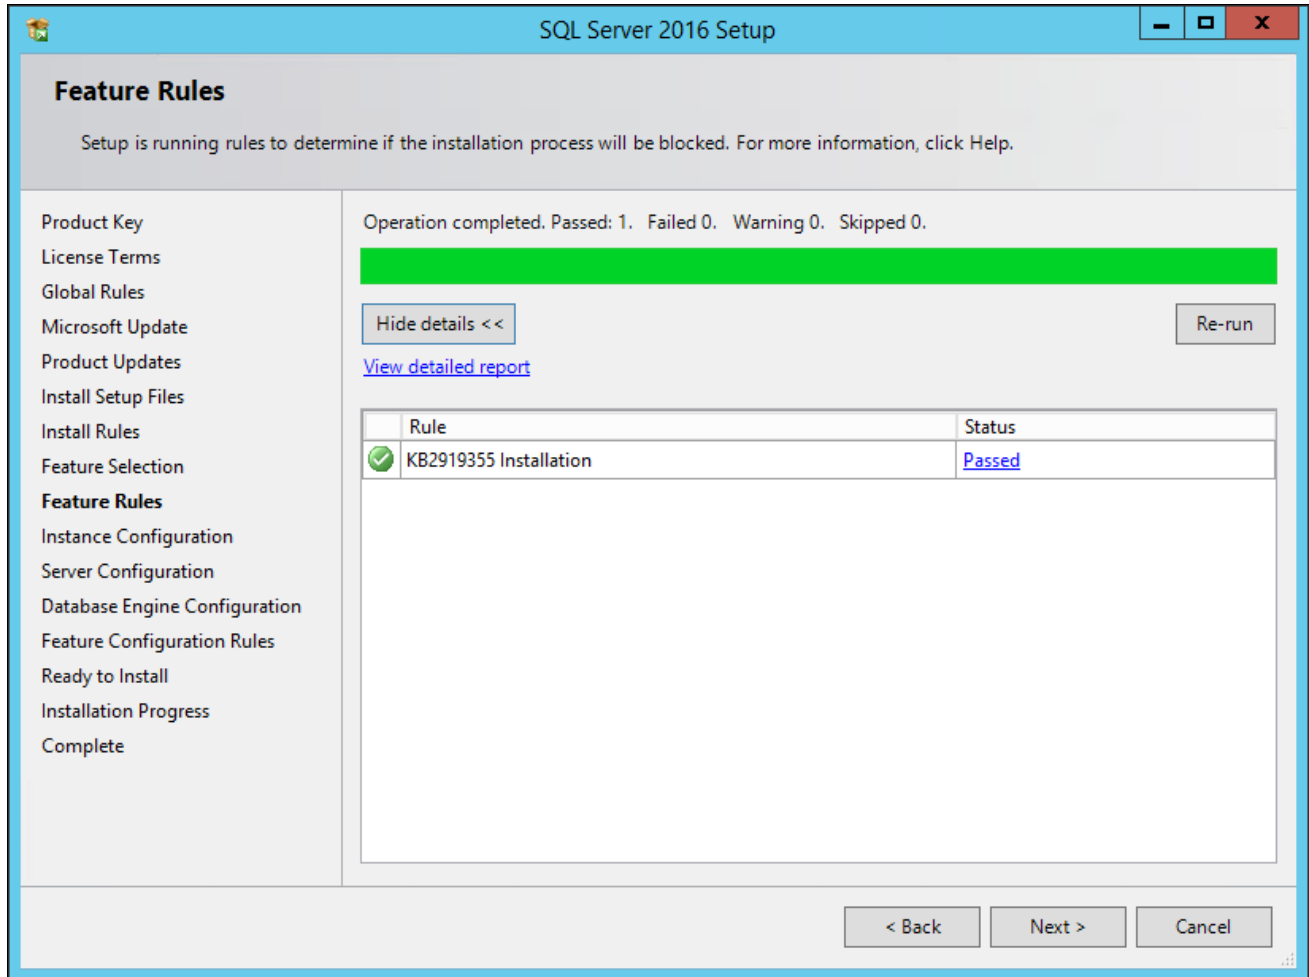 SQL Server 2016 Setup
Feature Rules
Setup is running rules to determine if the installation process will be blocked. For more information, click Help.
Product Key
License Terms
Global Rules
Microsoft Update
Product Updates
Install Setup Files
Install Rules
Feature Selection
Feature Rules
Instance Configuration
Server Configuration
Database Engine Configuration
Feature Configuration Rules
Ready to Install
Installation Progress
Complete
Operation completed. Passed: 1.   Failed 0.   Warning 0.   Skipped 0.
Hide details <<
Re-run
View detailed report
Rule Status
KB2919355 Installation Passed
< Back
Next >
Cancel